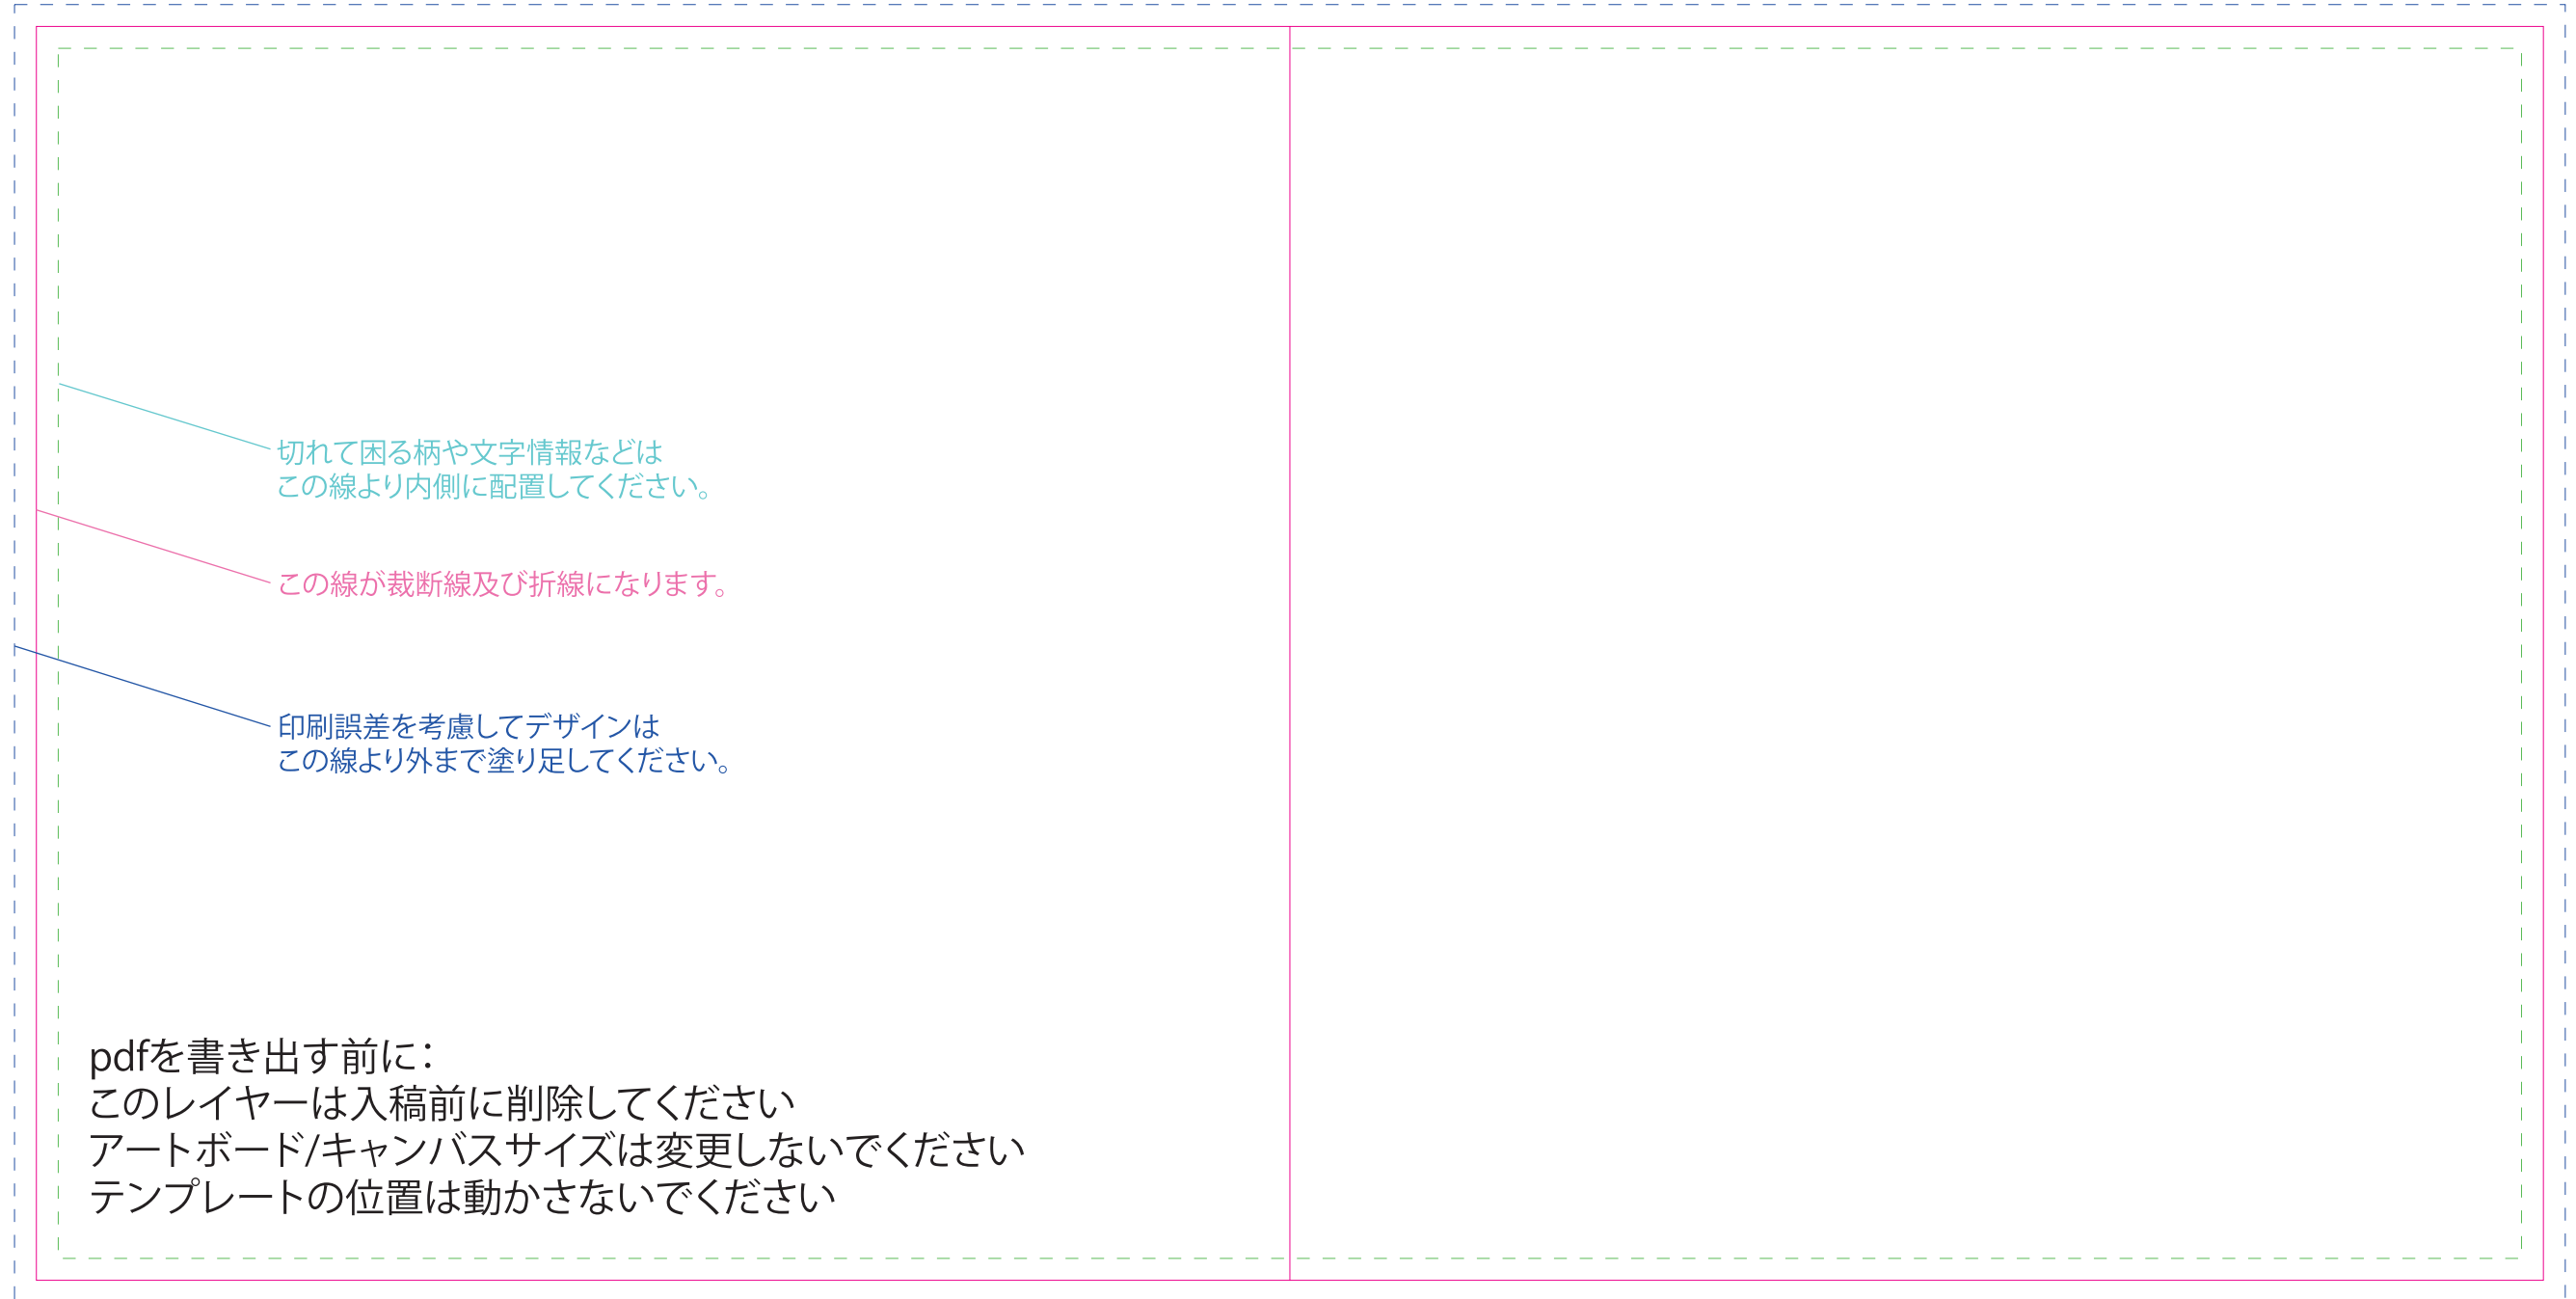 切れて困る柄や文字情報などは
この線より内側に配置してください。
この線が裁断線及び折線になります。
印刷誤差を考慮してデザインは
この線より外まで塗り足してください。
pdfを書き出す前に：
このレイヤーは入稿前に削除してください
アートボード/キャンバスサイズは変更しないでください
テンプレートの位置は動かさないでください